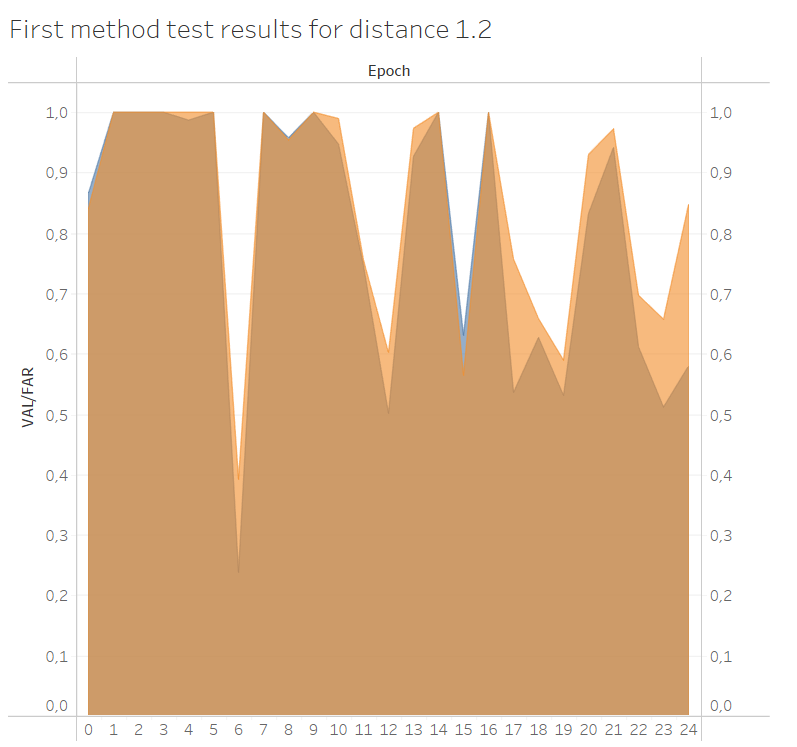 First method test results for distance 1.2
Epoch
1,0 1,0
0,9 0,9
0,8 0,8
0,7 0,7
0,6 0,6
0,5 0,5
0,4 0,4
0,3 0,3
0,2 0,2
0,1 0,1
0,0 0,0
VAL/FAR
0 1 2 3 4 5 6 7 8 9 10 11 12 13 14 15 16 17 18 19 20 21 22 23 24